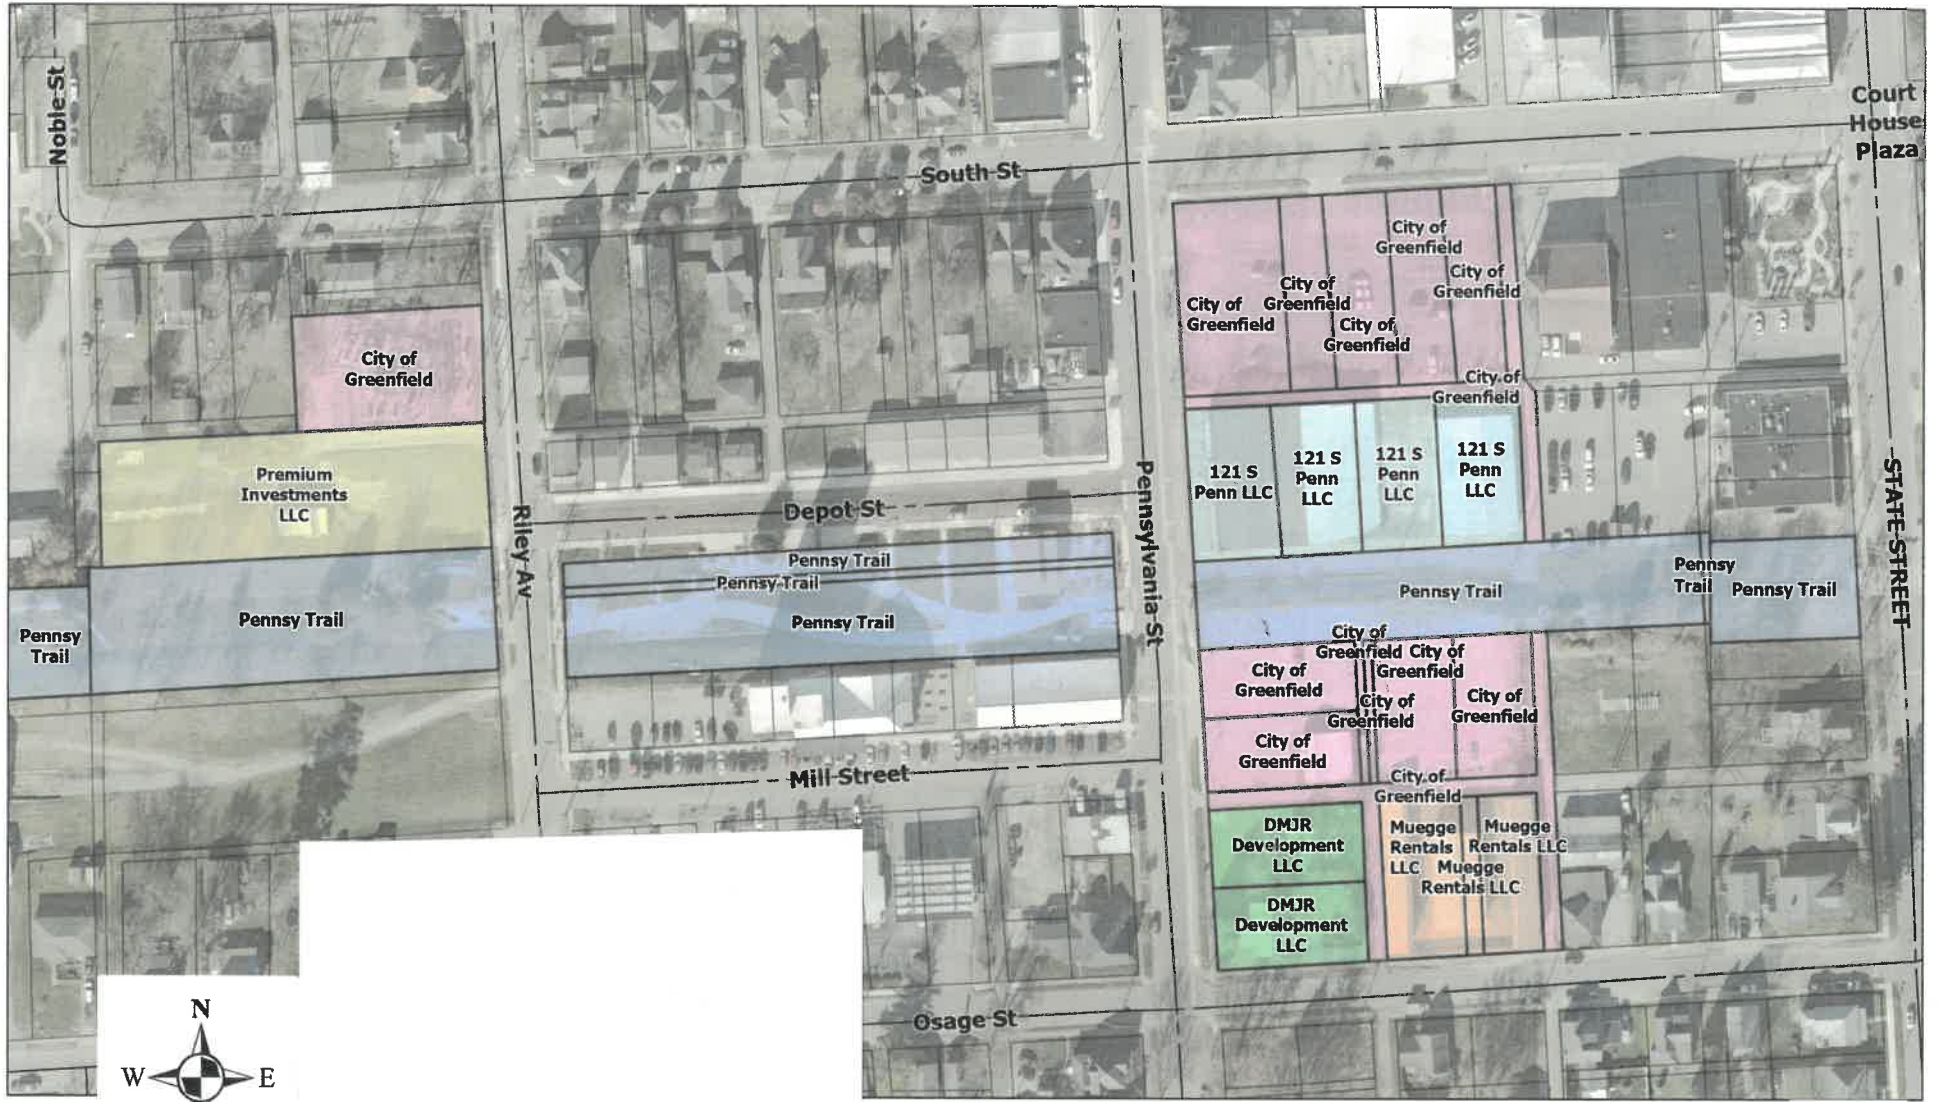 Noble St
Court
House
Plaza
South St
City of
Greenfield
City of
Greenfield
City of
Greenfield
City of
Greenfield
City of
Greenfield
City of
Greenfield
City of
Greenfield
Premium
Investments
LLC
121 S
Penn LLC
121 S
Penn
LLC
121 S
Penn
LLC
121 S
Penn
LLC
Riley Av
Depot St
Pennsylvania St
STATE STREET
Pennsy Trail
Pennsy Trail
Pennsy Trail
Pennsy
Trail
Pennsy Trail
Pennsy Trail
Pennsy
Trail
Pennsy Trail
City of
Greenfield
City of
Greenfield
City of
Greenfield
City of
Greenfield
City of
Greenfield
City of
Greenfield
City of
Greenfield
Mill Street
DMJR
Development
LLC
DMJR
Development
LLC
Muegge
Rentals
LLC
Muegge
Rentals LLC
Muegge
Rentals LLC
Osage St
N
W
E